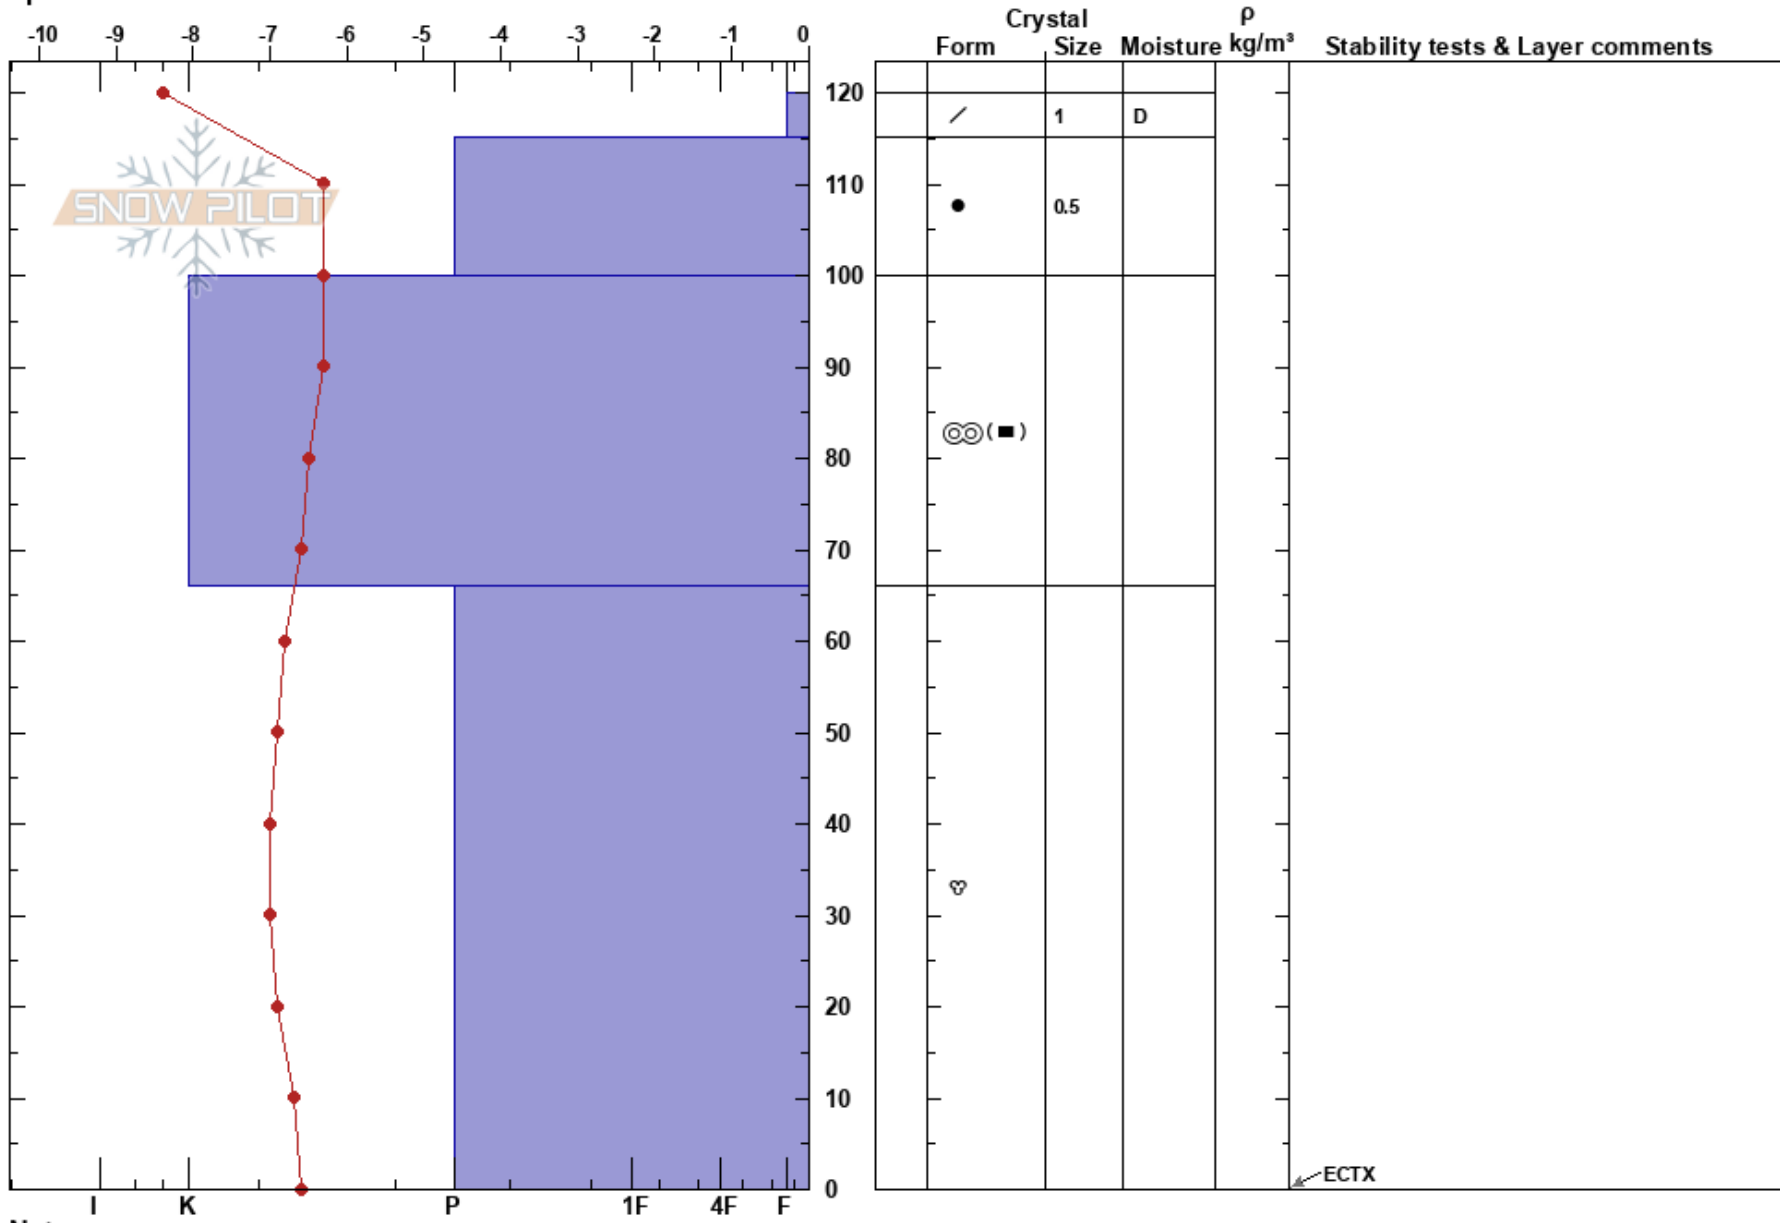 Crystal ρ
-10 -9 -8 -7 -6 -5 -4 -3 -2 -1 0 Form Size Moisture kg/m³ Stability tests & Layer comments
120
1 D
110
SNOW PILOT
0.5
100
90
( )
80
70
60
50
40
30
20
10
ECTX
0
I K P 1F 4F F